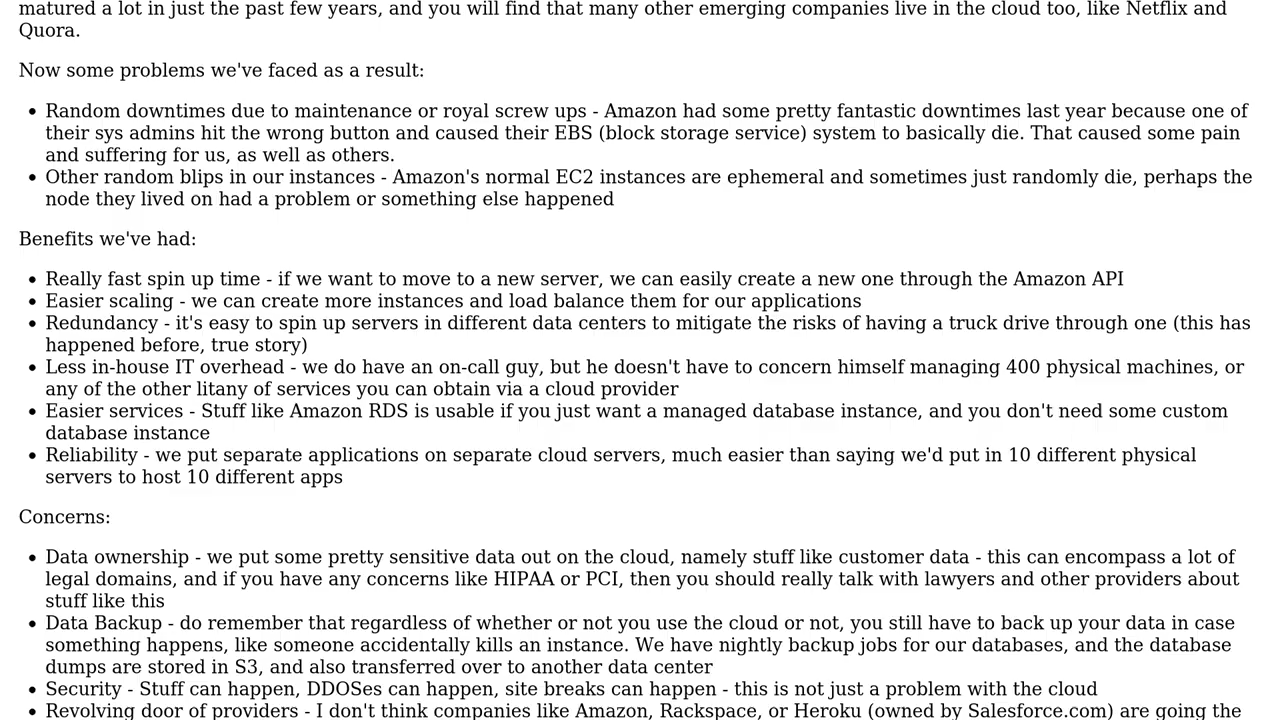 matured a lot in just the past few years, and you will find that many other emerging companies live in the cloud too, like Netflix and
Quora.
Now some problems we've faced as a result:
• Random downtimes due to maintenance or royal screw ups - Amazon had some pretty fantastic downtimes last year because one of
their sys admins hit the wrong button and caused their EBS (block storage service) system to basically die. That caused some pain
and suffering for us, as well as others.
• Other random blips in our instances - Amazon's normal EC2 instances are ephemeral and sometimes just randomly die, perhaps the
node they lived on had a problem or something else happened
Benefits we've had:
• Really fast spin up time - if we want to move to a new server, we can easily create a new one through the Amazon API
• Easier scaling - we can create more instances and load balance them for our applications
• Redundancy - it's easy to spin up servers in different data centers to mitigate the risks of having a truck drive through one (this has
happened before, true story)
• Less in-house IT overhead - we do have an on-call guy, but he doesn't have to concern himself managing 400 physical machines, or
any of the other litany of services you can obtain via a cloud provider
• Easier services - Stuff like Amazon RDS is usable if you just want a managed database instance, and you don't need some custom
database instance
• Reliability - we put separate applications on separate cloud servers, much easier than saying we'd put in 10 different physical
servers to host 10 different apps
Concerns:
• Data ownership - we put some pretty sensitive data out on the cloud, namely stuff like customer data - this can encompass a lot of
legal domains, and if you have any concerns like HIPAA or PCI, then you should really talk with lawyers and other providers about
stuff like this
• Data Backup - do remember that regardless of whether or not you use the cloud or not, you still have to back up your data in case
something happens, like someone accidentally kills an instance. We have nightly backup jobs for our databases, and the database
dumps are stored in S3, and also transferred over to another data center
• Security - Stuff can happen, DDOSes can happen, site breaks can happen - this is not just a problem with the cloud
• Revolving door of providers - I don't think companies like Amazon, Rackspace, or Heroku (owned by Salesforce.com) are going the